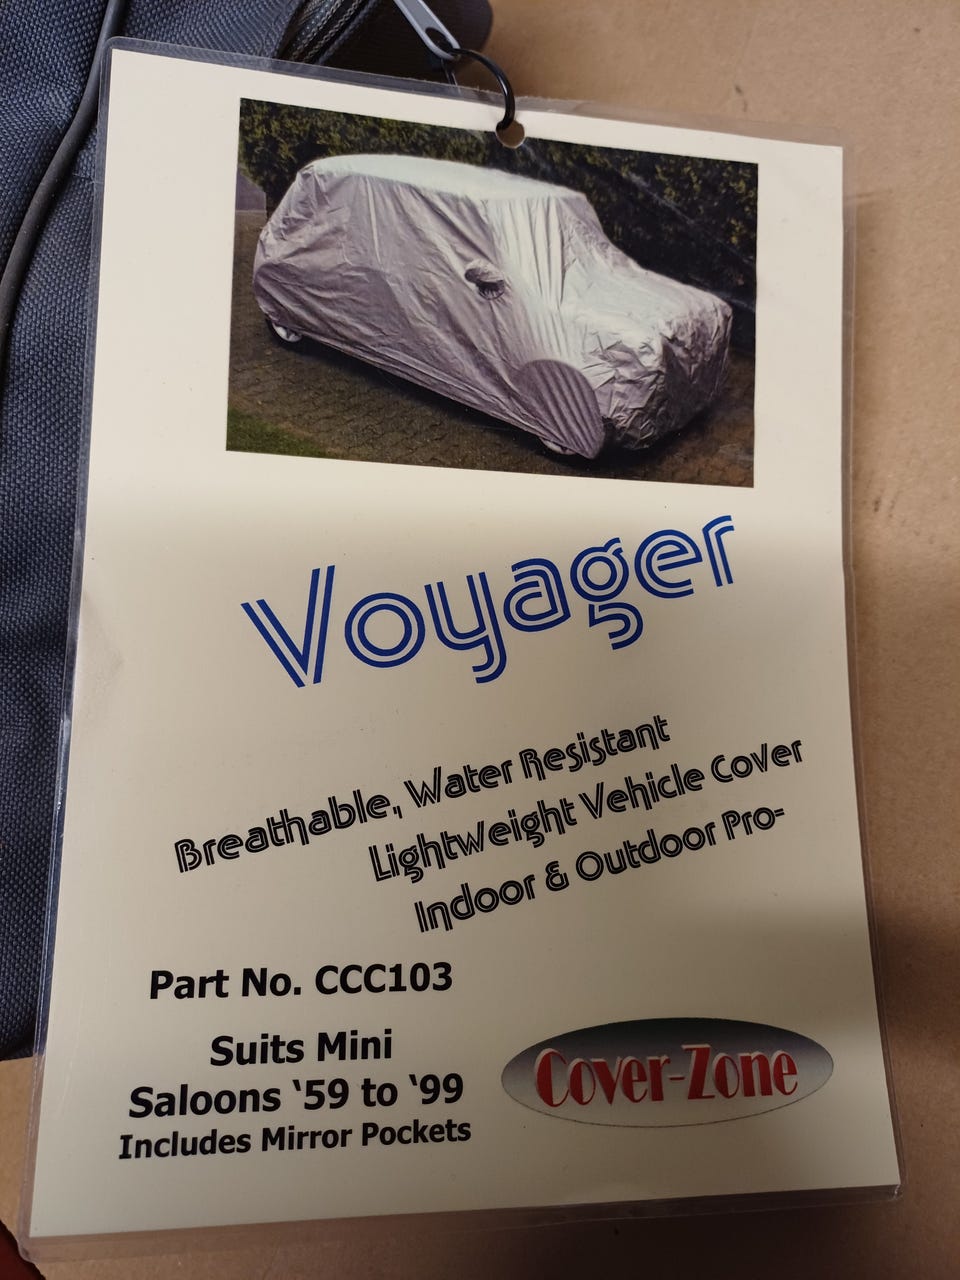 Voyager
Breathable, Water Resistant
Lightweight Vehicle Cover
Indoor & Outdoor Pro-
Part No. CCC103
Suits Mini
Saloons ‘59 to ‘99
Includes Mirror Pockets
Cover-Zone